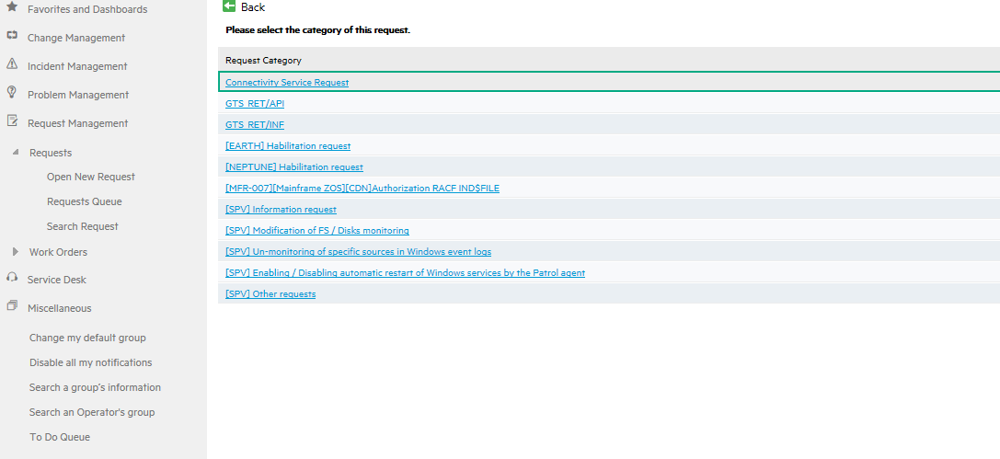 Favorites and Dashboards
Change Management
Incident Management
Problem Management
Request Management
Requests
Open New Request
Requests Queue
Search Request
Work Orders
Service Desk
Miscellaneous
Change my default group
Disable all my notifications
Search a group's information
Search an Operator's group
To Do Queue
Back
Please select the category of this request.
Request Category
Connectivity Service Request
GTS_RET/API
GTS_RET/INF
[EARTH] Habilitation request
[NEPTUNE] Habilitation request
[MFR-007][Mainframe ZOS][CDN]Authorization RACF IND$FILE
[SPV] Information request
[SPV] Modification of FS / Disks monitoring
[SPV] Un-monitoring of specific sources in Windows event logs
[SPV] Enabling / Disabling automatic restart of Windows services by the Patrol agent
[SPV] Other requests